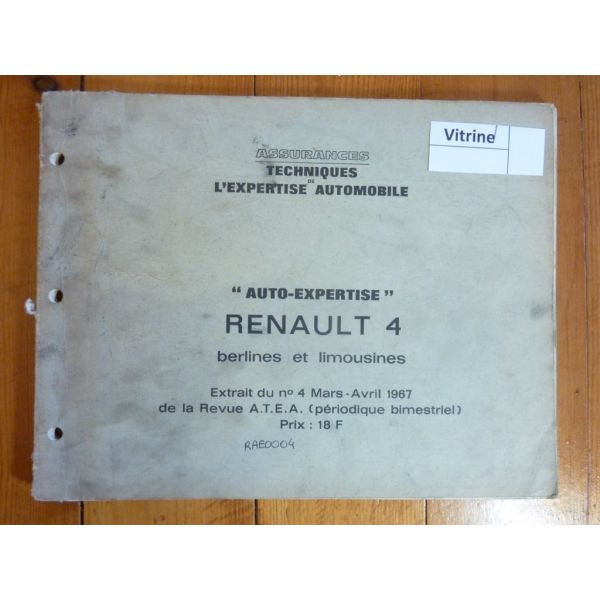 Vitrine
ASSURANCES
TECHNIQUES
DE
L'EXPERTISE AUTOMOBILE
" AUTO-EXPERTISE "
RENAULT 4
berlines et limousines
Extrait du nº 4 Mars-Avril 1967
de la Revue A.T.E.A. (périodique bimestriel)
Prix : 18 F
RAE0004